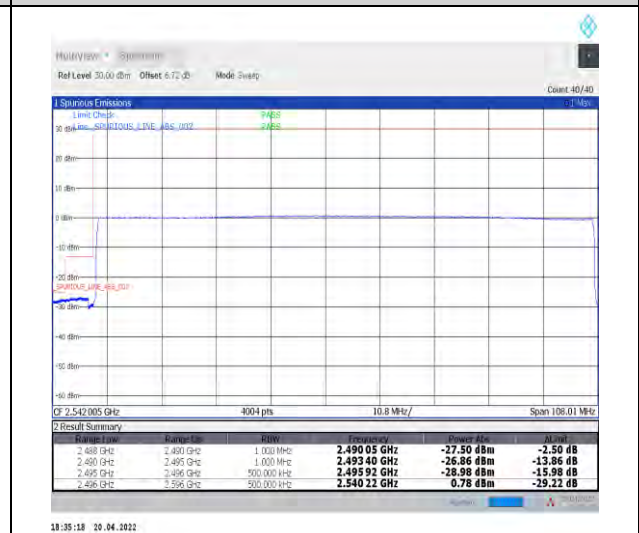 MultiView Spectrum
Ref Level 30.00 dBm Offset 6.72 dB Mode Sweep
Count 40/40
1 Spurious Emissions
Limit Check PASS
30 dBm Line _SPURIOUS_LINE_ABS_002 PASS
20 dBm
10 dBm
0 dBm
-10 dBm
-20 dBm
_SPURIOUS_LINE_ABS_002
-30 dBm
-40 dBm
-50 dBm
-60 dBm
CF 2.542005 GHz 4004 pts 10.8 MHz/ Span 108.01 MHz
2 Result Summary
Range Low Range Up RBW Frequency Power Abs ΔLimit
2.488 GHz 2.490 GHz 1.000 MHz 2.490 05 GHz -27.50 dBm -2.50 dB
2.490 GHz 2.495 GHz 1.000 MHz 2.493 40 GHz -26.86 dBm -13.86 dB
2.495 GHz 2.496 GHz 500.000 kHz 2.495 92 GHz -28.98 dBm -15.98 dB
2.496 GHz 2.596 GHz 500.000 kHz 2.540 22 GHz 0.78 dBm -29.22 dB
18:35:18 20.04.2022